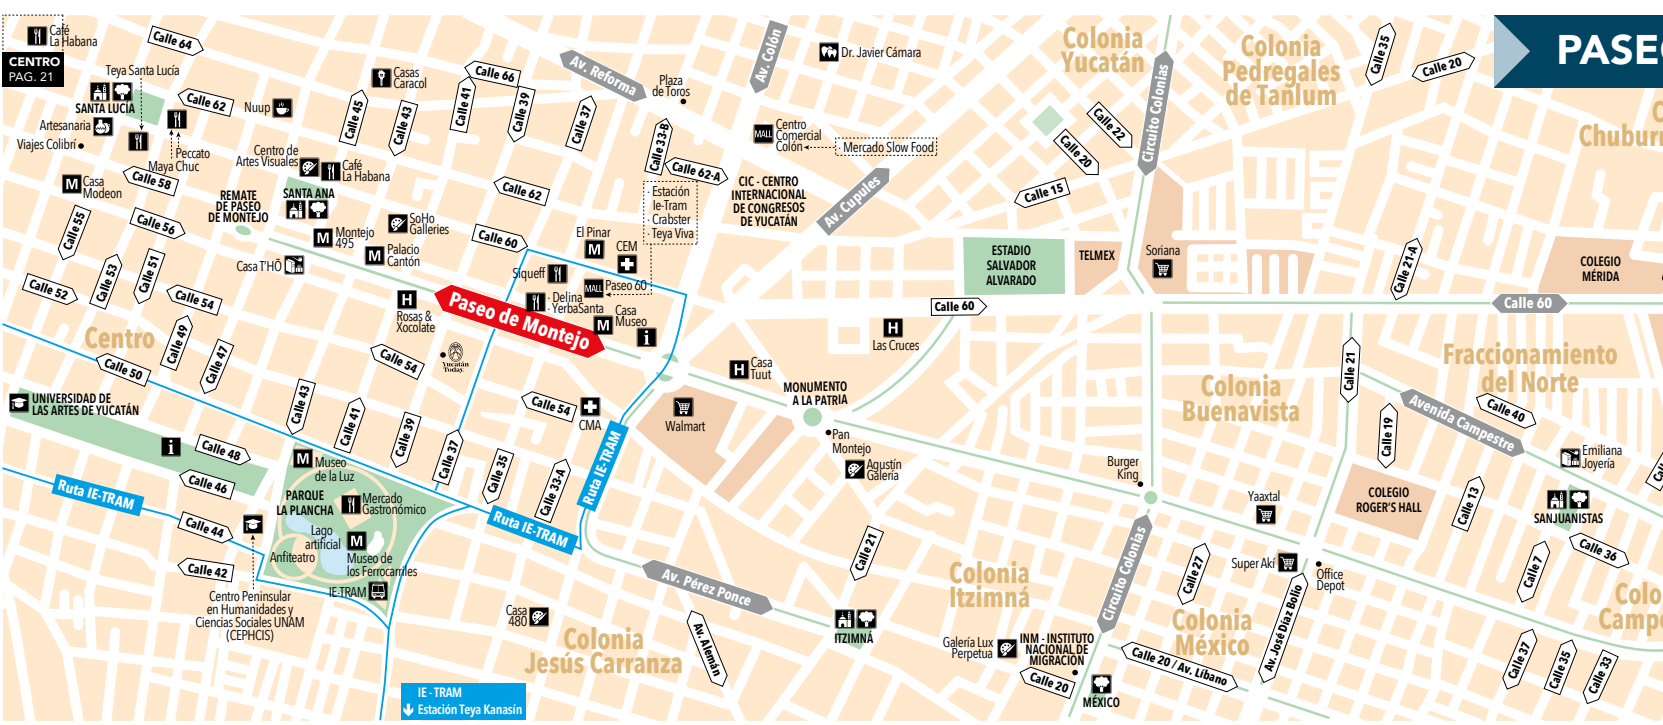 Café
La Habana
CENTRO
PAG. 21
Calle 64
Teya Santa Lucía
SANTA LUCÍA
Calle 62
Artesanaria
Viajes Colibrí
Peccato
Maya Chuc
Nuup
Casas
Caracol
Calle 45
Calle 43
Calle 41
Calle 66
Calle 39
Calle 37
Av. Reforma
Plaza
de Toros
Av. Colón
Dr. Javier Cámara
MALL
Centro
Comercial
Colón
· Mercado Slow Food
Calle 33-B
Calle 62-A
CIC - CENTRO
INTERNACIONAL
DE CONGRESOS
DE YUCATÁN
Av. Cupules
Colonia
Yucatán
Circuito Colonias
Calle 22
Calle 20
Calle 15
Colonia
Pedregales
de Tanlum
Calle 35
Calle 20
PASEO
Chuburn
Casa
Modeon
Calle 58
Calle 56
Calle 55
Calle 53
Calle 51
Calle 52
Calle 54
REMATE
DE PASEO
DE MONTEJO
Centro de
Artes Visuales
Café
La Habana
SANTA ANA
Montejo
495
SoHo
Galleries
Palacio
Cantón
Casa T'HŌ
Calle 62
Calle 60
· Estación
Ie-Tram
· Crabster
· Teya Viva
El Pinar
CEM
Siqueff
MALL
Paseo 60
· Delina
· YerbaSanta
Casa
Museo
Rosas &
Xocolate
Paseo de Montejo
Yucatán
Today
Calle 54
Centro
Calle 50
Calle 49
Calle 47
Calle 43
Calle 41
Calle 39
Calle 37
Calle 35
Calle 33-A
Calle 54
CMA
Walmart
Casa
Tuut
MONUMENTO
A LA PATRIA
Las Cruces
Calle 60
ESTADIO
SALVADOR
ALVARADO
TELMEX
Soriana
Calle 21-A
COLEGIO
MÉRIDA
Calle 60
Fraccionamiento
del Norte
Calle 21
Colonia
Buenavista
Avenida Campestre
Calle 40
Calle 19
Emiliana
Joyería
COLEGIO
ROGER'S HALL
Calle 13
SANJUANISTAS
Calle 36
Calle 7
Pan
Montejo
Agustín
Galería
Burger
King
Yaaxtal
Super Akí
Office
Depot
UNIVERSIDAD DE
LAS ARTES DE YUCATÁN
Calle 48
Calle 46
Ruta IE-TRAM
Calle 44
Calle 42
Museo
de la Luz
PARQUE
LA PLANCHA
Mercado
Gastronómico
Lago
artificial
Anfiteatro
Museo de
los Ferrocarriles
IE-TRAM
Centro Peninsular
en Humanidades y
Ciencias Sociales UNAM
(CEPHCIS)
Ruta IE-TRAM
Ruta IE-TRAM
Casa
480
Colonia
Jesús Carranza
IE - TRAM
Estación Teya Kanasín
Av. Pérez Ponce
Av. Alemán
Calle 21
ITZIMNÁ
Colonia
Itzimná
Circuito Colonias
Galería Lux
Perpetua
INM - INSTITUTO
NACIONAL DE
MIGRACIÓN
Calle 20
MÉXICO
Calle 20 / Av. Líbano
Calle 27
Colonia
México
Av. José Díaz Bolio
Colo
Campe
Calle 37
Calle 35
Calle 33